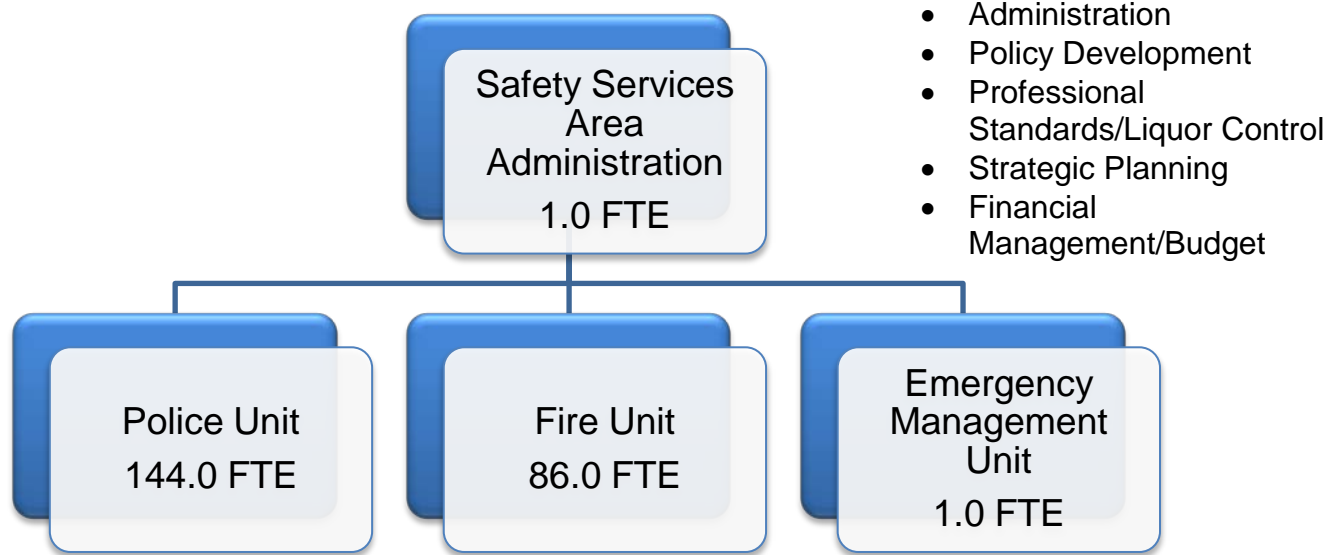 Safety Services
Area
Administration
1.0 FTE
• Administration
• Policy Development
• Professional
Standards/Liquor Control
• Strategic Planning
• Financial
Management/Budget
Police Unit
144.0 FTE
Fire Unit
86.0 FTE
Emergency
Management
Unit
1.0 FTE